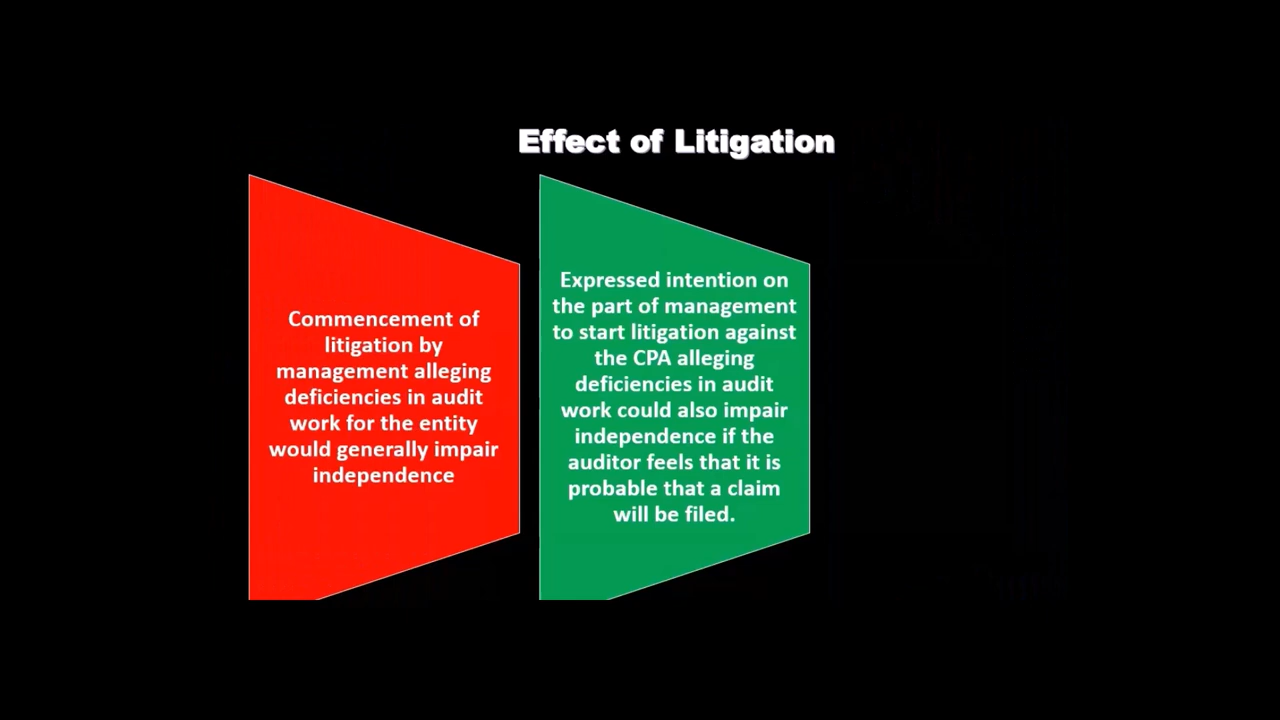 Effect of Litigation
Commencement of
litigation by
management alleging
deficiencies in audit
work for the entity
would generally impair
independence
Expressed intention on
the part of management
to start litigation against
the CPA alleging
deficiencies in audit
work could also impair
independence if the
auditor feels that it is
probable that a claim
will be filed.